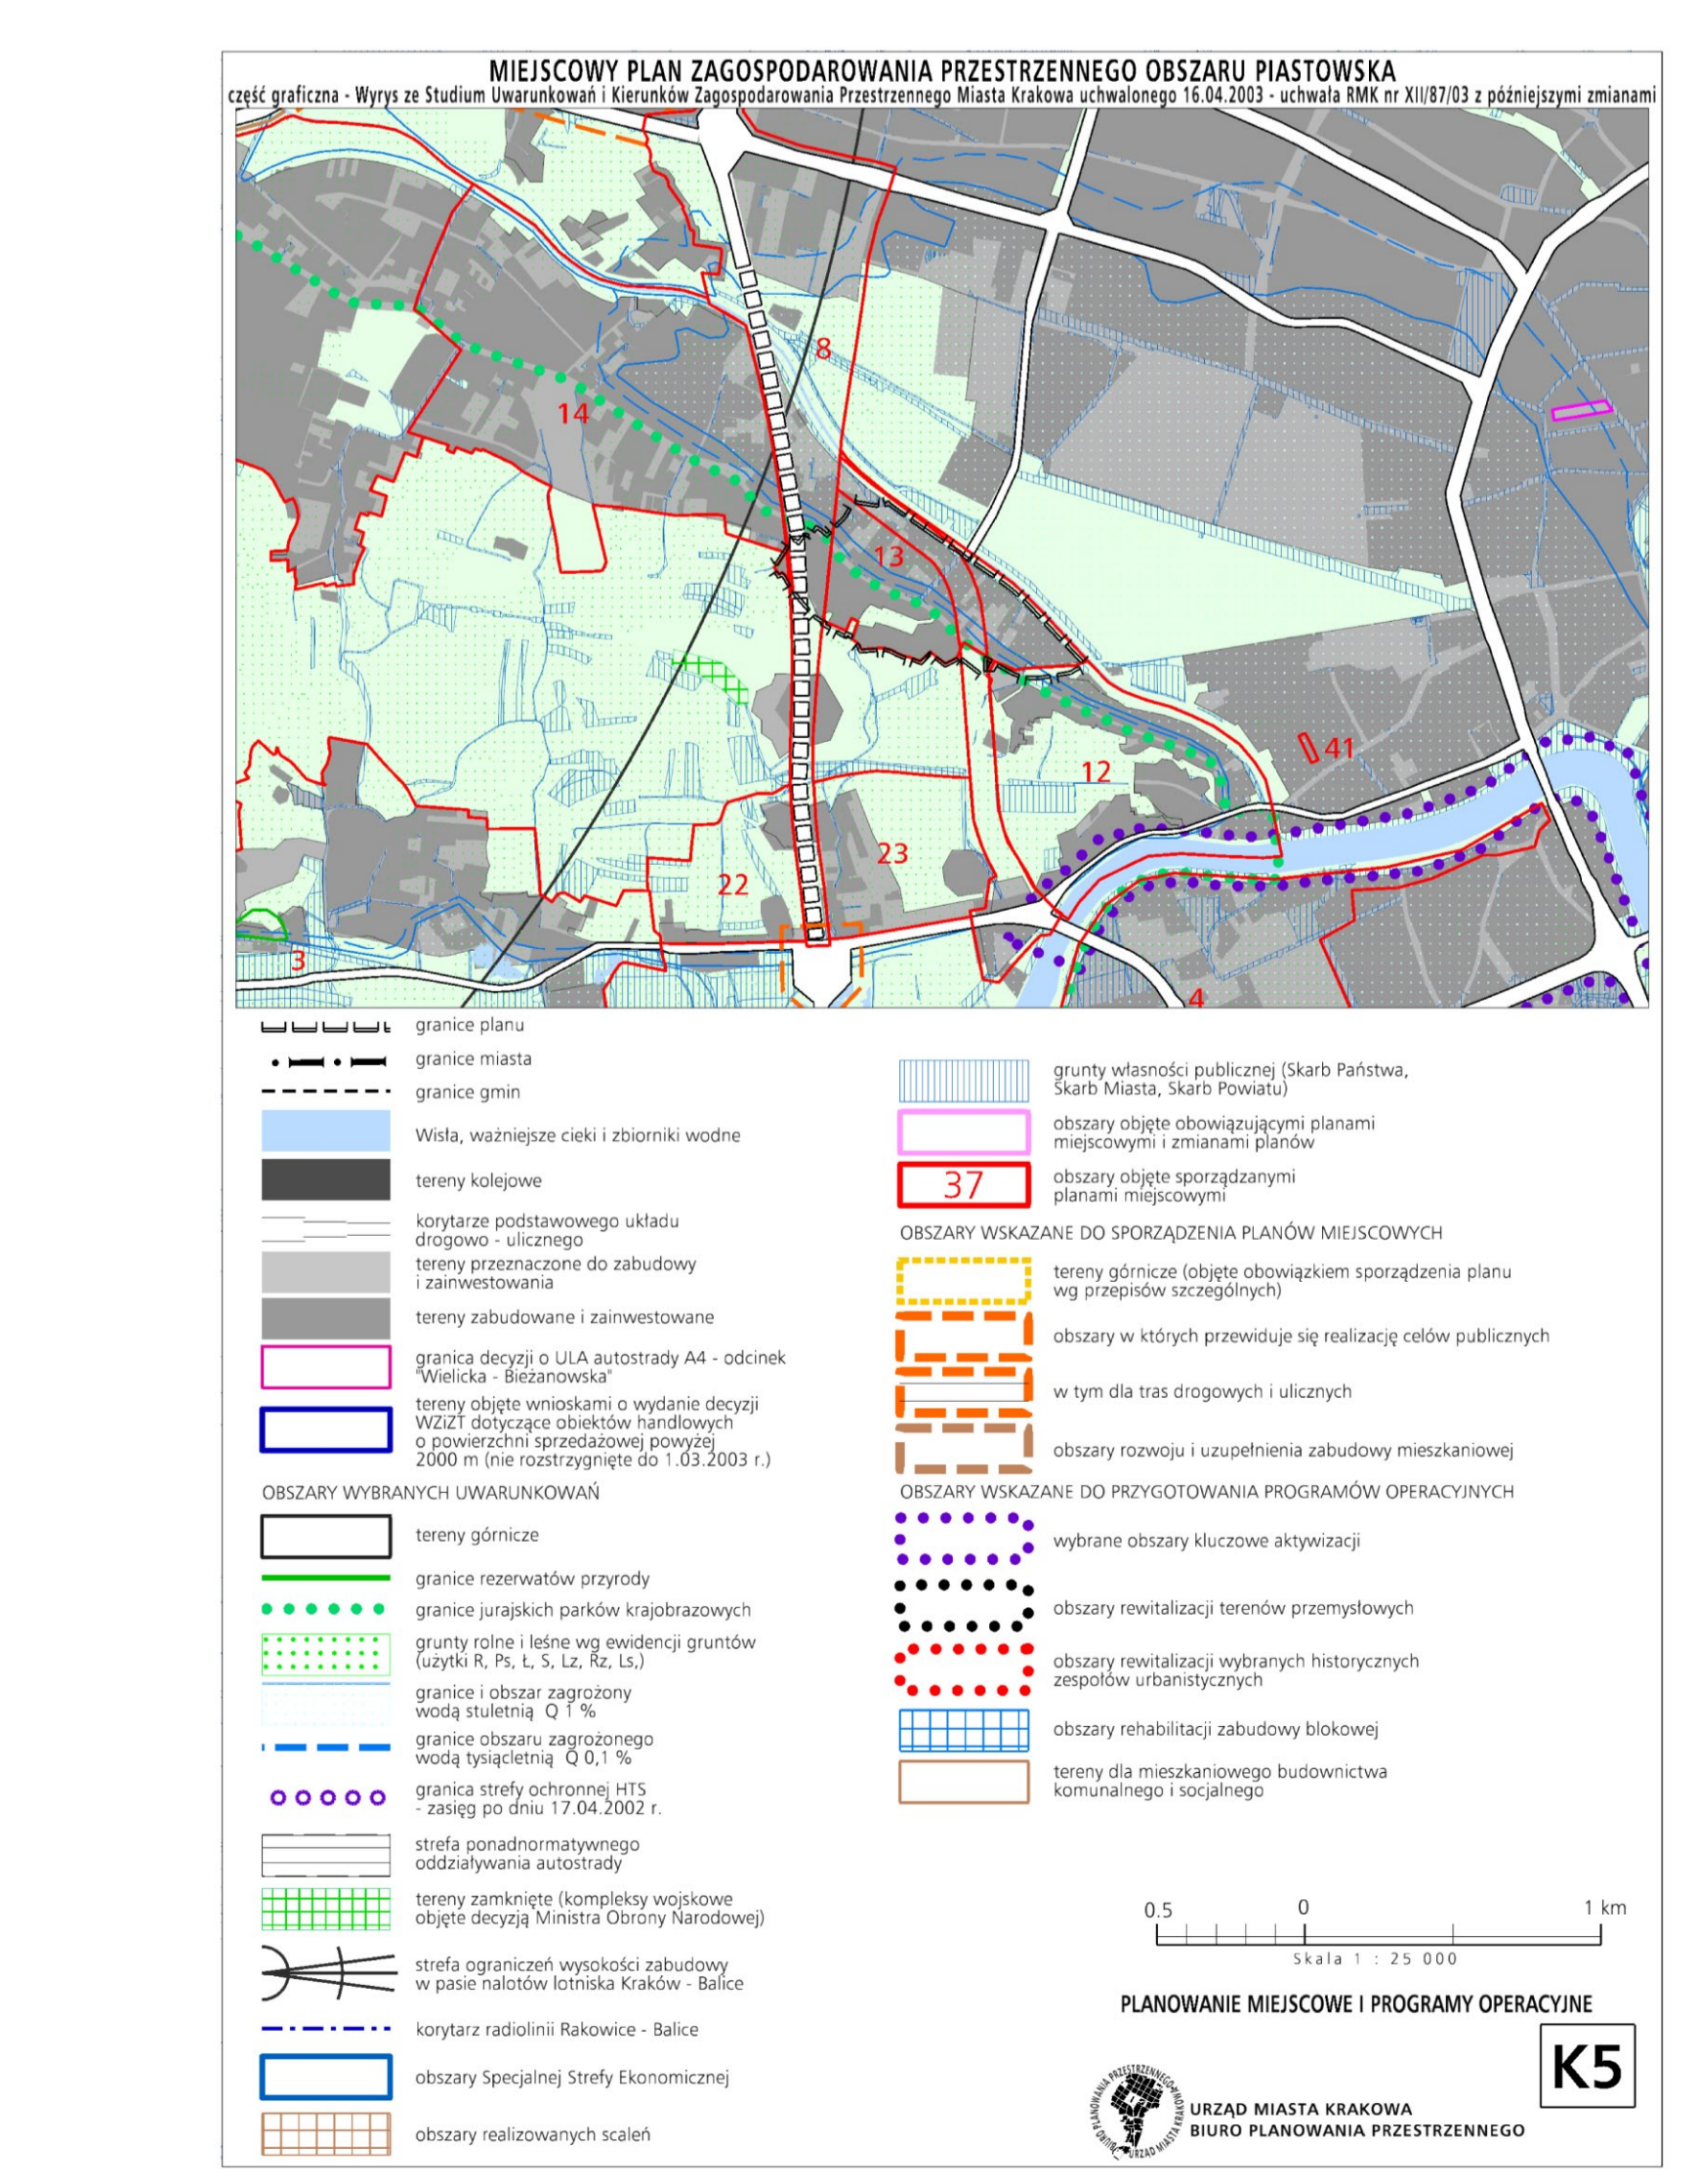 MIEJSCOWY PLAN ZAGOSPODAROWANIA PRZESTRZENNEGO OBSZARU PIASTOWSKA
część graficzna - Wyrys ze Studium Uwarunkowań i Kierunków Zagospodarowania Przestrzennego Miasta Krakowa uchwalonego 16.04.2003 - uchwała RMK nr XII/87/03 z późniejszymi zmianami
8
14
13
41
12
23
22
3
4
granice planu
granice miasta
granice gmin
Wisła, ważniejsze cieki i zbiorniki wodne
tereny kolejowe
korytarze podstawowego układu
drogowo - ulicznego
tereny przeznaczone do zabudowy
i zainwestowania
tereny zabudowane i zainwestowane
granica decyzji o ULA autostrady A4 - odcinek
"Wielicka - Bieżanowska"
tereny objęte wnioskami o wydanie decyzji
WZiZT dotyczące obiektów handlowych
o powierzchni sprzedażowej powyżej
2000 m (nie rozstrzygnięte do 1.03.2003 r.)
OBSZARY WYBRANYCH UWARUNKOWAŃ
tereny górnicze
granice rezerwatów przyrody
granice jurajskich parków krajobrazowych
grunty rolne i leśne wg ewidencji gruntów
(użytki R, Ps, Ł, S, Lz, Rz, Ls,)
granice i obszar zagrożony
wodą stuletnią Q 1 %
granice obszaru zagrożonego
wodą tysiącletnią Q 0,1 %
granica strefy ochronnej HTS
- zasięg po dniu 17.04.2002 r.
strefa ponadnormatywnego
oddziaływania autostrady
tereny zamknięte (kompleksy wojskowe
objęte decyzją Ministra Obrony Narodowej)
strefa ograniczeń wysokości zabudowy
w pasie nalotów lotniska Kraków - Balice
korytarz radiolinii Rakowice - Balice
obszary Specjalnej Strefy Ekonomicznej
obszary realizowanych scaleń
grunty własności publicznej (Skarb Państwa,
Skarb Miasta, Skarb Powiatu)
obszary objęte obowiązującymi planami
miejscowymi i zmianami planów
37
obszary objęte sporządzanymi
planami miejscowymi
OBSZARY WSKAZANE DO SPORZĄDZENIA PLANÓW MIEJSCOWYCH
tereny górnicze (objęte obowiązkiem sporządzenia planu
wg przepisów szczególnych)
obszary w których przewiduje się realizację celów publicznych
w tym dla tras drogowych i ulicznych
obszary rozwoju i uzupełnienia zabudowy mieszkaniowej
OBSZARY WSKAZANE DO PRZYGOTOWANIA PROGRAMÓW OPERACYJNYCH
wybrane obszary kluczowe aktywizacji
obszary rewitalizacji terenów przemysłowych
obszary rewitalizacji wybranych historycznych
zespołów urbanistycznych
obszary rehabilitacji zabudowy blokowej
tereny dla mieszkaniowego budownictwa
komunalnego i socjalnego
0.5 0 1 km
Skala 1 : 25 000
PLANOWANIE MIEJSCOWE I PROGRAMY OPERACYJNE
K5
BIURO PLANOWANIA PRZESTRZENNEGO URZĄD MIASTA KRAKOWA
URZĄD MIASTA KRAKOWA
BIURO PLANOWANIA PRZESTRZENNEGO